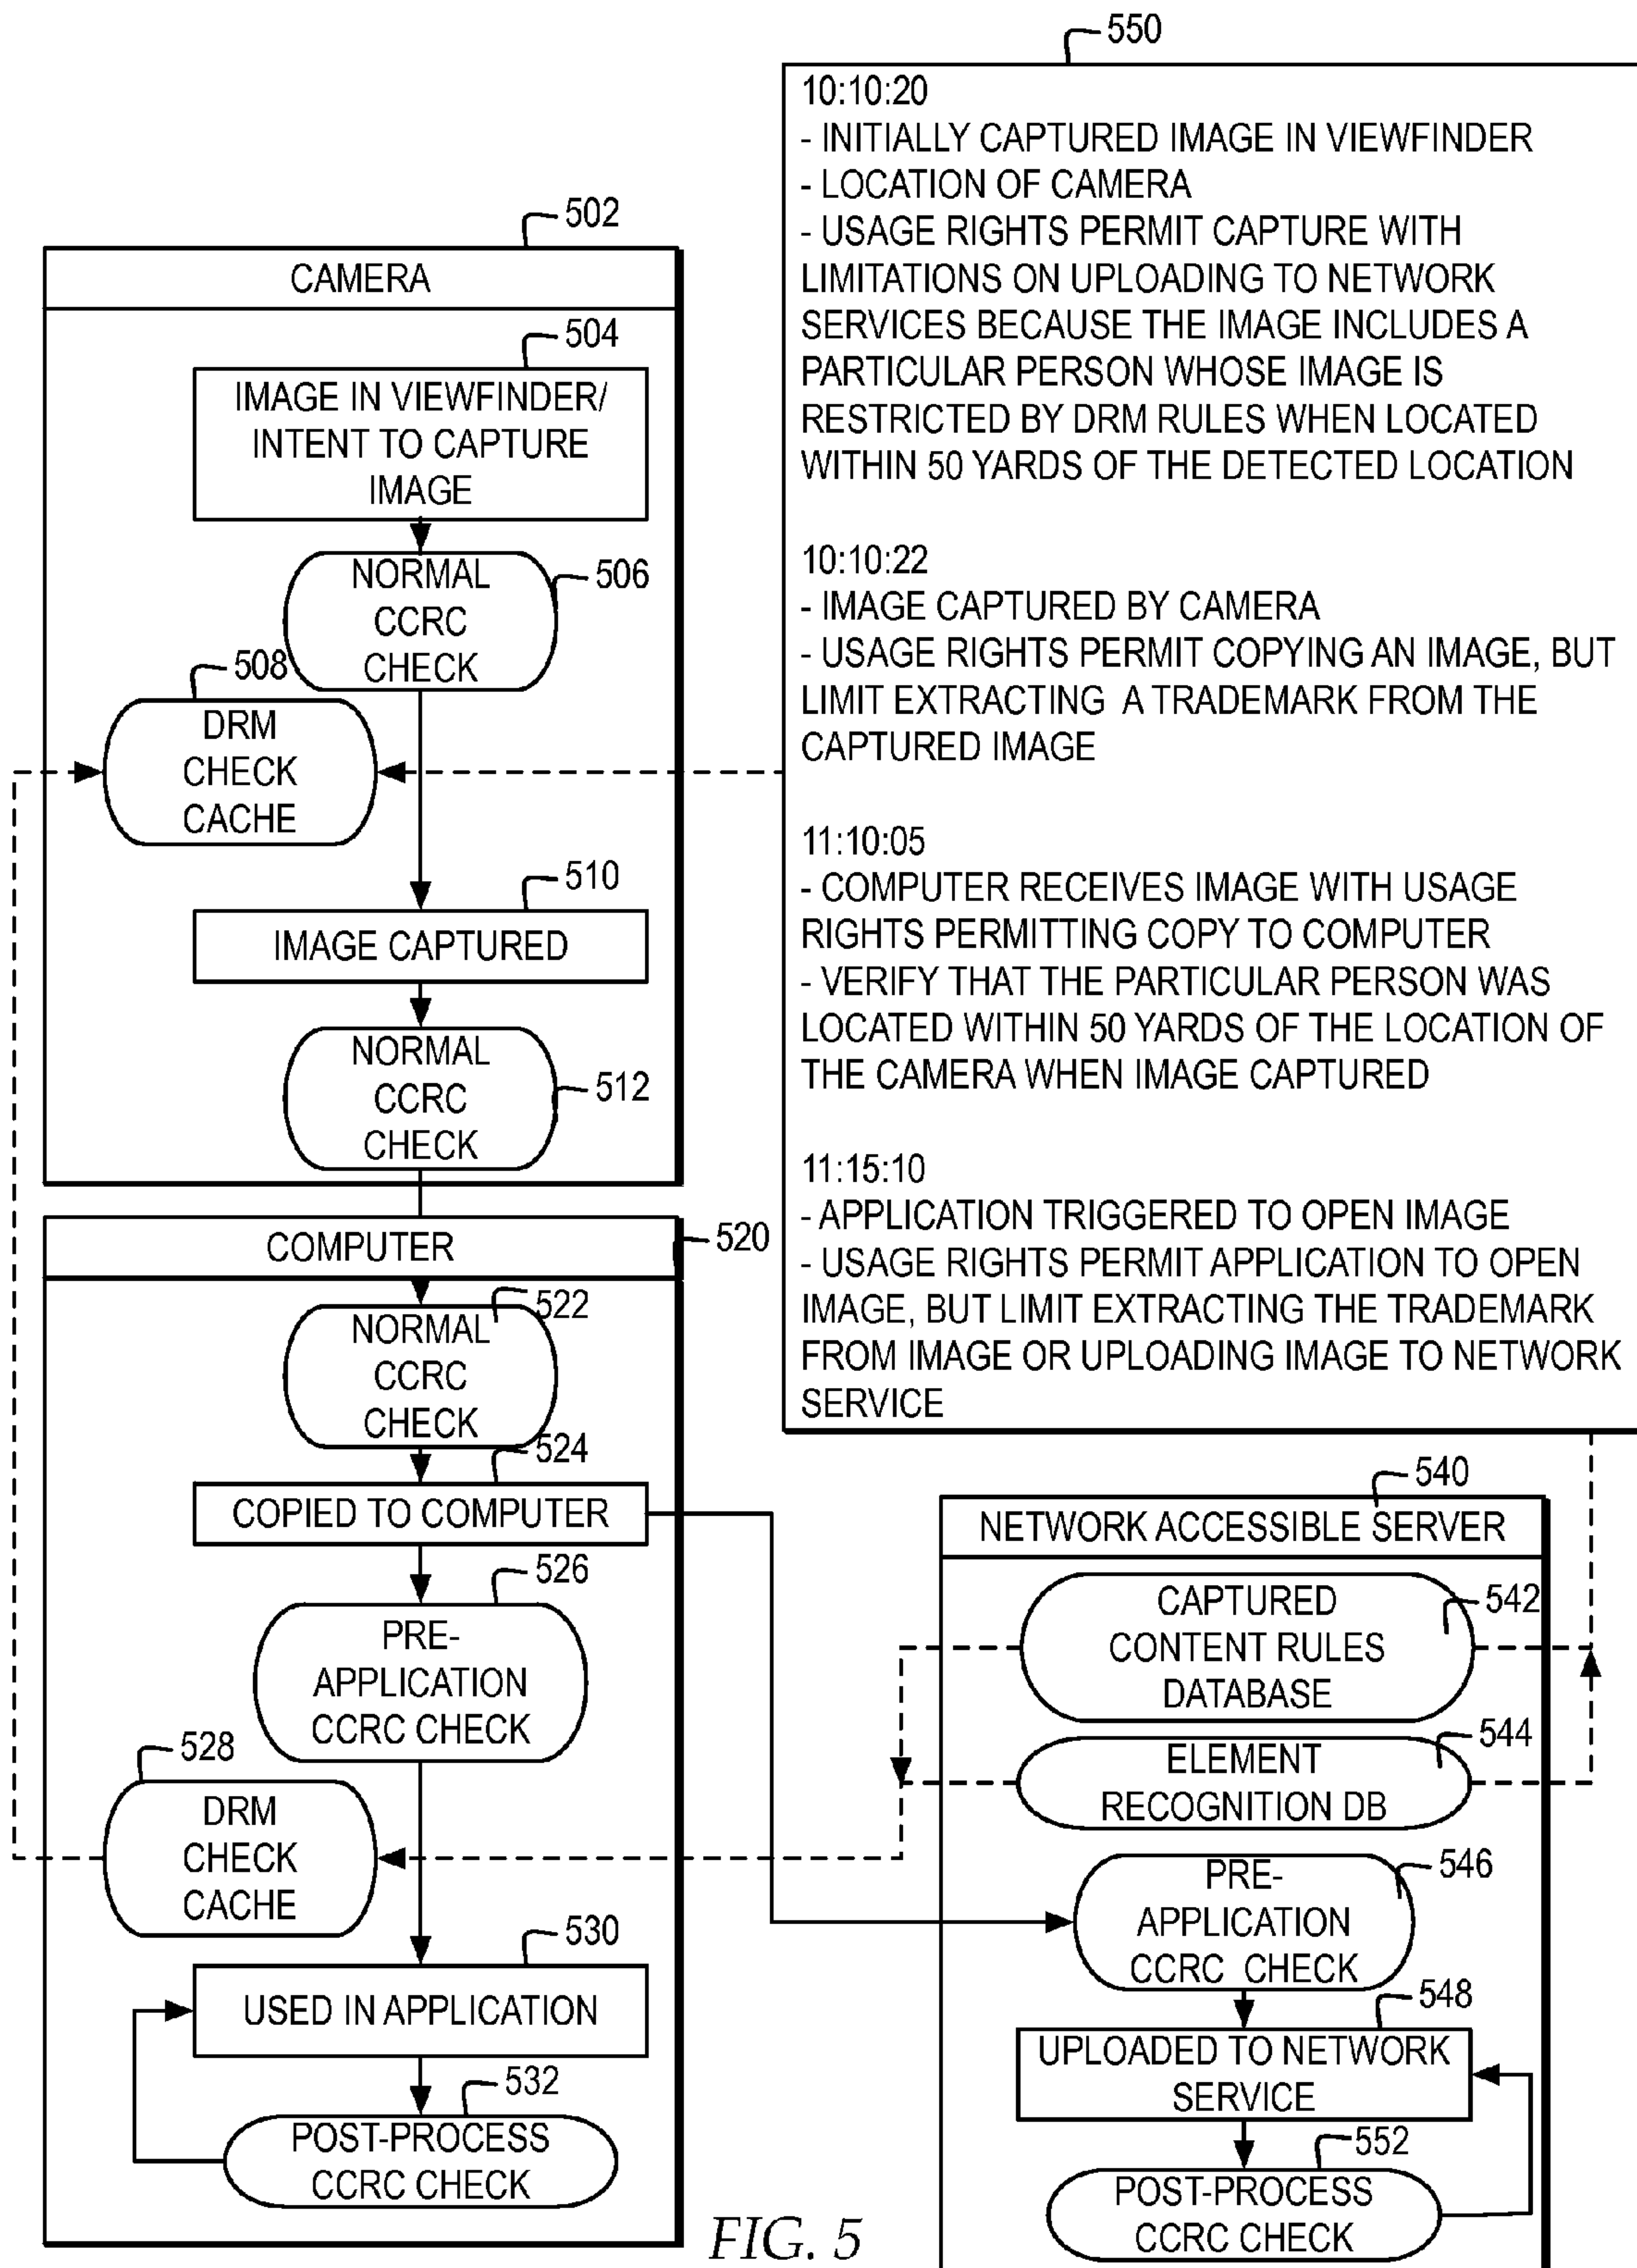 550
10:10:20
- INITIALLY CAPTURED IMAGE IN VIEWFINDER
- LOCATION OF CAMERA
- USAGE RIGHTS PERMIT CAPTURE WITH
LIMITATIONS ON UPLOADING TO NETWORK
SERVICES BECAUSE THE IMAGE INCLUDES A
PARTICULAR PERSON WHOSE IMAGE IS
RESTRICTED BY DRM RULES WHEN LOCATED
WITHIN 50 YARDS OF THE DETECTED LOCATION
10:10:22
- IMAGE CAPTURED BY CAMERA
- USAGE RIGHTS PERMIT COPYING AN IMAGE, BUT
LIMIT EXTRACTING A TRADEMARK FROM THE
CAPTURED IMAGE
11:10:05
- COMPUTER RECEIVES IMAGE WITH USAGE
RIGHTS PERMITTING COPY TO COMPUTER
- VERIFY THAT THE PARTICULAR PERSON WAS
LOCATED WITHIN 50 YARDS OF THE LOCATION OF
THE CAMERA WHEN IMAGE CAPTURED
11:15:10
- APPLICATION TRIGGERED TO OPEN IMAGE
- USAGE RIGHTS PERMIT APPLICATION TO OPEN
IMAGE, BUT LIMIT EXTRACTING THE TRADEMARK
FROM IMAGE OR UPLOADING IMAGE TO NETWORK
SERVICE
502
CAMERA
504
IMAGE IN VIEWFINDER/
INTENT TO CAPTURE
IMAGE
NORMAL
CCRC
CHECK
506
508
DRM
CHECK
CACHE
510
IMAGE CAPTURED
NORMAL
CCRC
CHECK
512
COMPUTER
520
522
NORMAL
CCRC
CHECK
524
COPIED TO COMPUTER
526
PRE-
APPLICATION
CCRC CHECK
528
DRM
CHECK
CACHE
530
USED IN APPLICATION
532
POST-PROCESS
CCRC CHECK
540
NETWORK ACCESSIBLE SERVER
CAPTURED
CONTENT RULES
DATABASE
542
544
ELEMENT
RECOGNITION DB
546
PRE-
APPLICATION
CCRC CHECK
548
UPLOADED TO NETWORK
SERVICE
552
POST-PROCESS
CCRC CHECK
FIG. 5